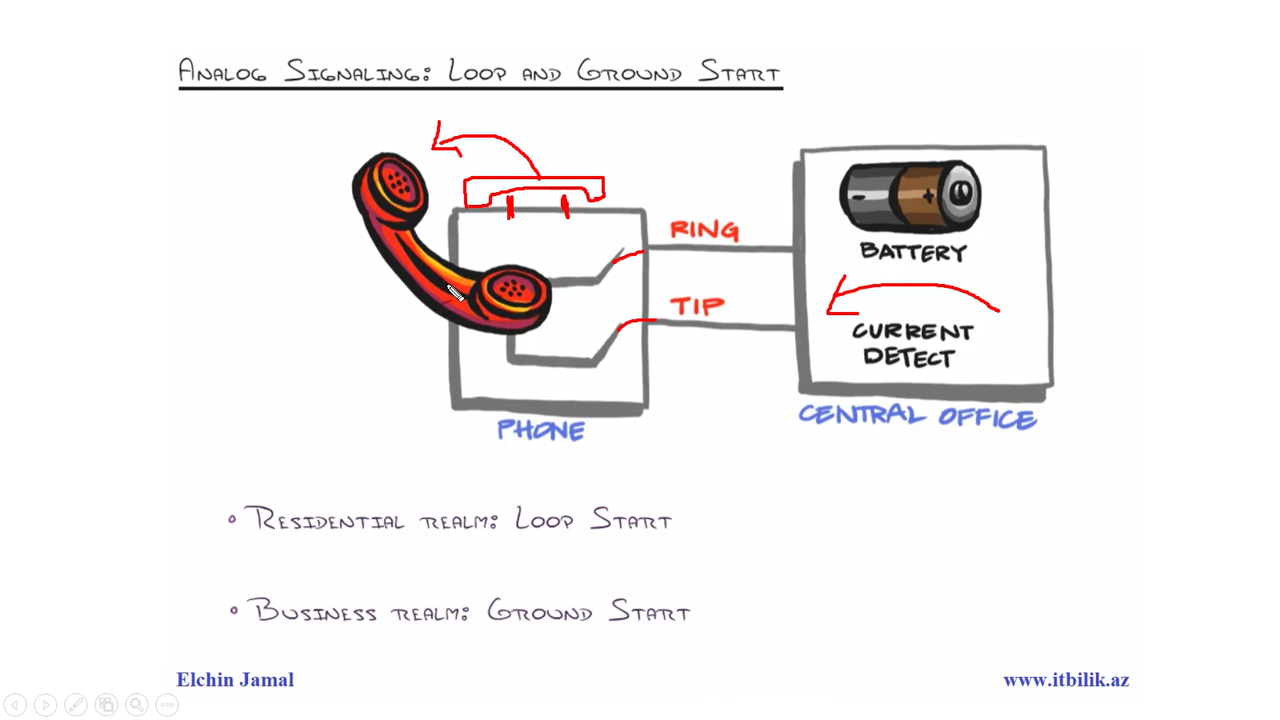 ANALOG SIGNALING: LOOP AND GROUND START
RING
BATTERY
TIP
CURRENT
DETECT
CENTRAL OFFICE
PHONE
• RESIDENTIAL REALM: LOOP START
• BUSINESS REALM: GROUND START
Elchin Jamal
www.itbilik.az